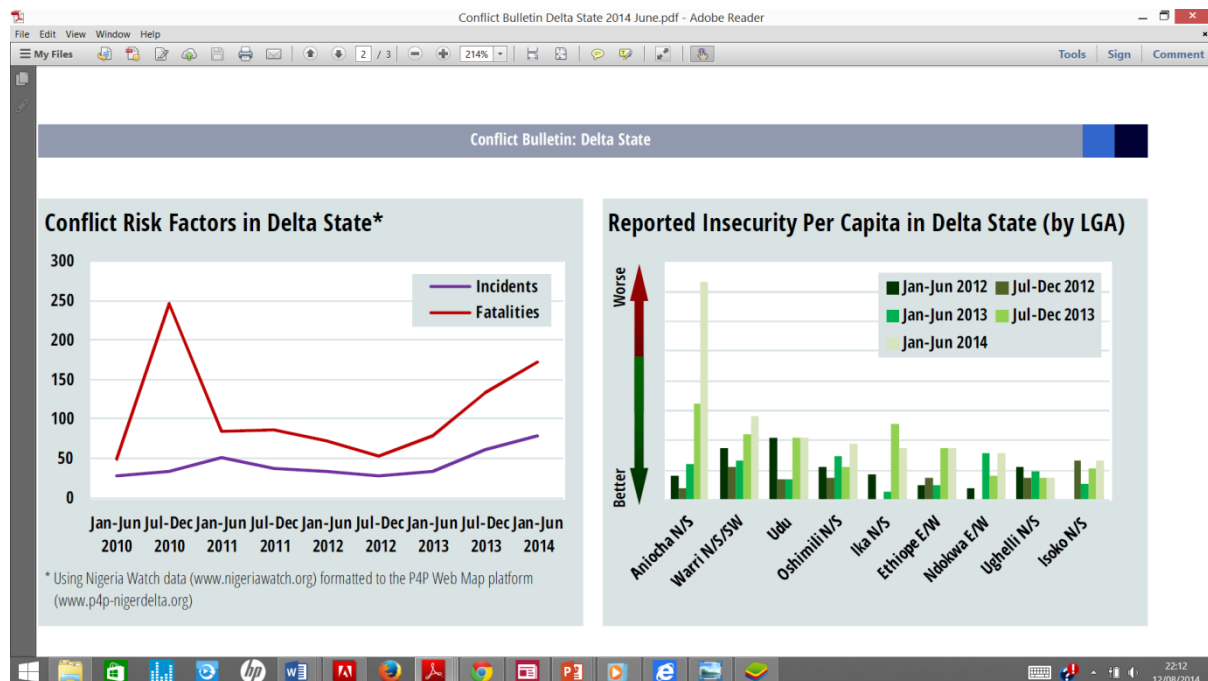 Conflict Bulletin Delta State 2014 June.pdf - Adobe Reader
File Edit View Window Help
My Files
2 / 3
214%
Tools Sign Comment
Conflict Bulletin: Delta State
Conflict Risk Factors in Delta State*
300
250
200
150
100
50
0
Incidents
Fatalities
Jan-Jun Jul-Dec Jan-Jun Jul-Dec Jan-Jun Jul-Dec Jan-Jun Jul-Dec Jan-Jun
2010 2010 2011 2011 2012 2012 2013 2013 2014
* Using Nigeria Watch data (www.nigeriawatch.org) formatted to the P4P Web Map platform
(www.p4p-nigerdelta.org)
Reported Insecurity Per Capita in Delta State (by LGA)
Worse
Better
Jan-Jun 2012 Jul-Dec 2012
Jan-Jun 2013 Jul-Dec 2013
Jan-Jun 2014
Aniocha N/S
Warri N/S/SW
Udu
Oshimili N/S
Ika N/S
Ethiope E/W
Ndokwa E/W
Ughelli N/S
Isoko N/S
hp
22:12
12/08/2014